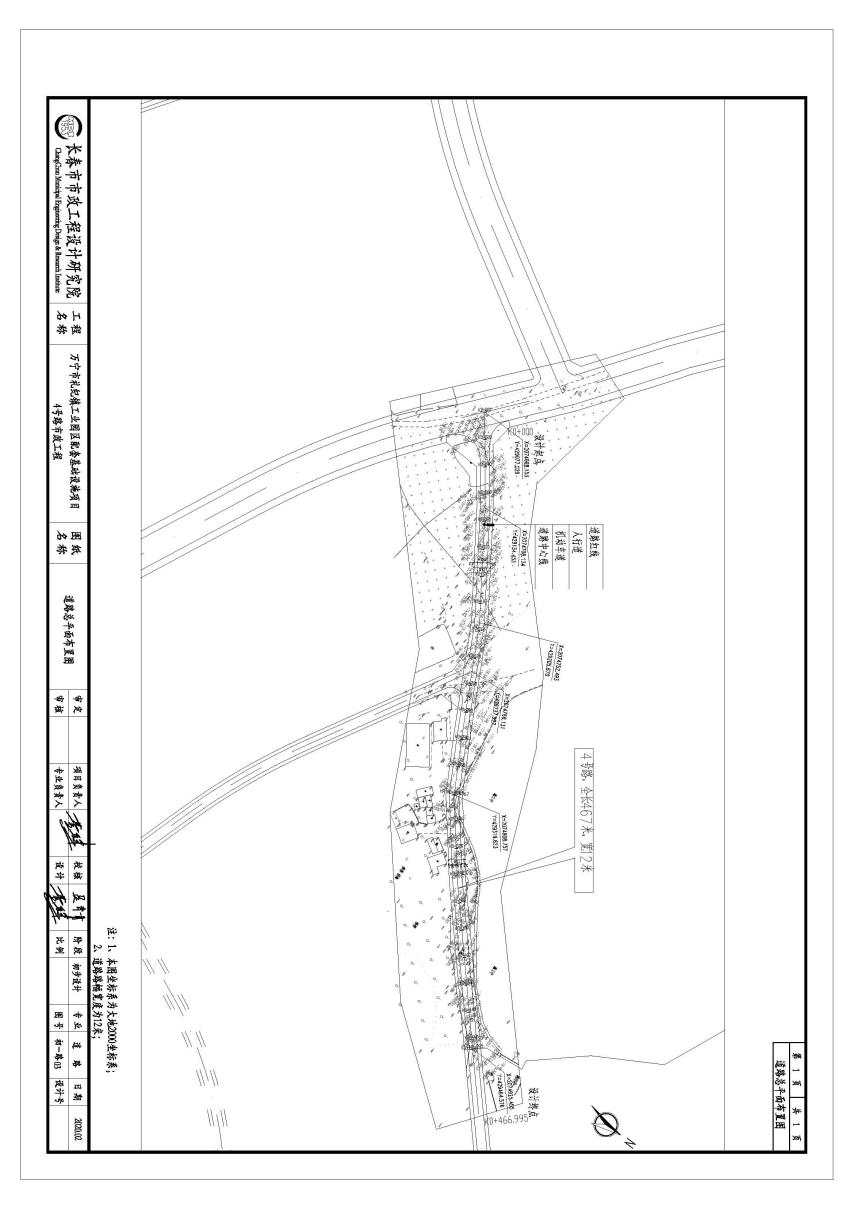 第 1 页 共 1 页
道路总平面布置图
N
设计起点
K0+000
道路红线
人行道
机动车道
道路中心线
4号路，全长467米，宽12米
设计终点
K0+466.995
注：1、本图坐标系为大地2000坐标系；
2、道路路幅宽度为12米；
长春市市政工程设计研究院
ChangChun Municipal Engineering Design & Research Institute
工程名称
万宁市礼纪镇工业园区配套基础设施项目
4号路市政工程
图纸名称
道路总平面布置图
审定
审核
项目负责人
专业负责人
校核
设计
阶段
初步设计
比例
专业
道路
图号
初-路03
日期
2020.02
设计号